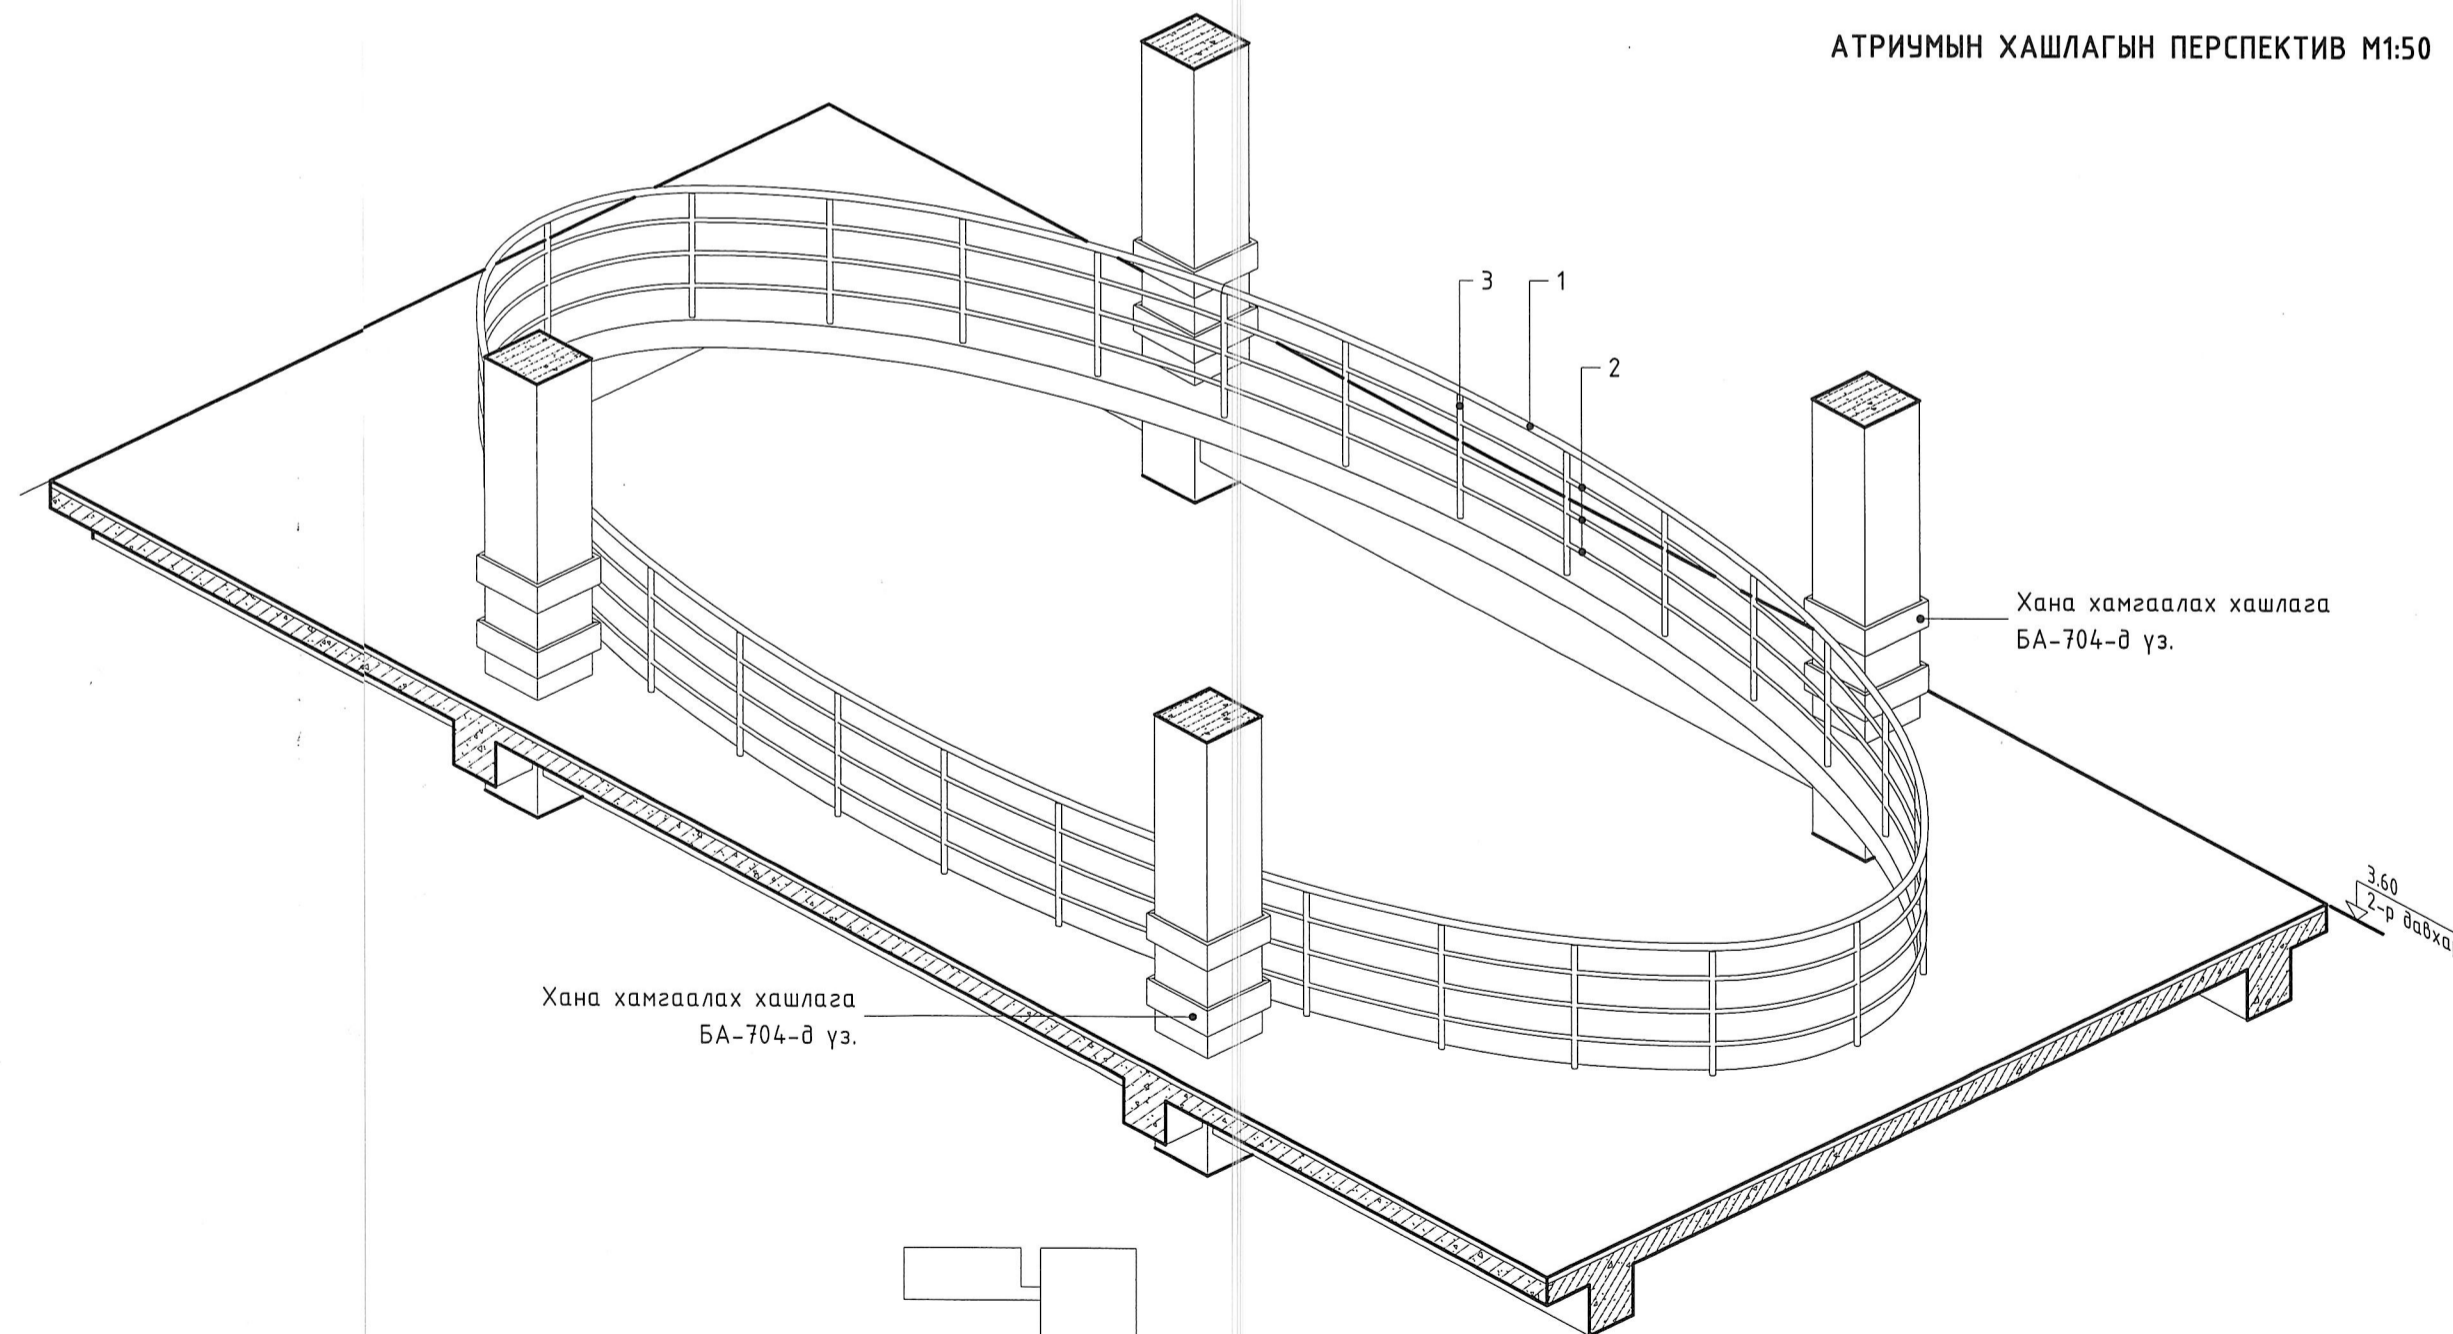 АТРИУМЫН ХАШЛАГЫН ПЕРСПЕКТИВ М1:50
3
1
2
Хана хамгаалах хашлага
БА-704-д үз.
3.60
2-р
Хана хамгаалах хашлага
БА-704-д үз.